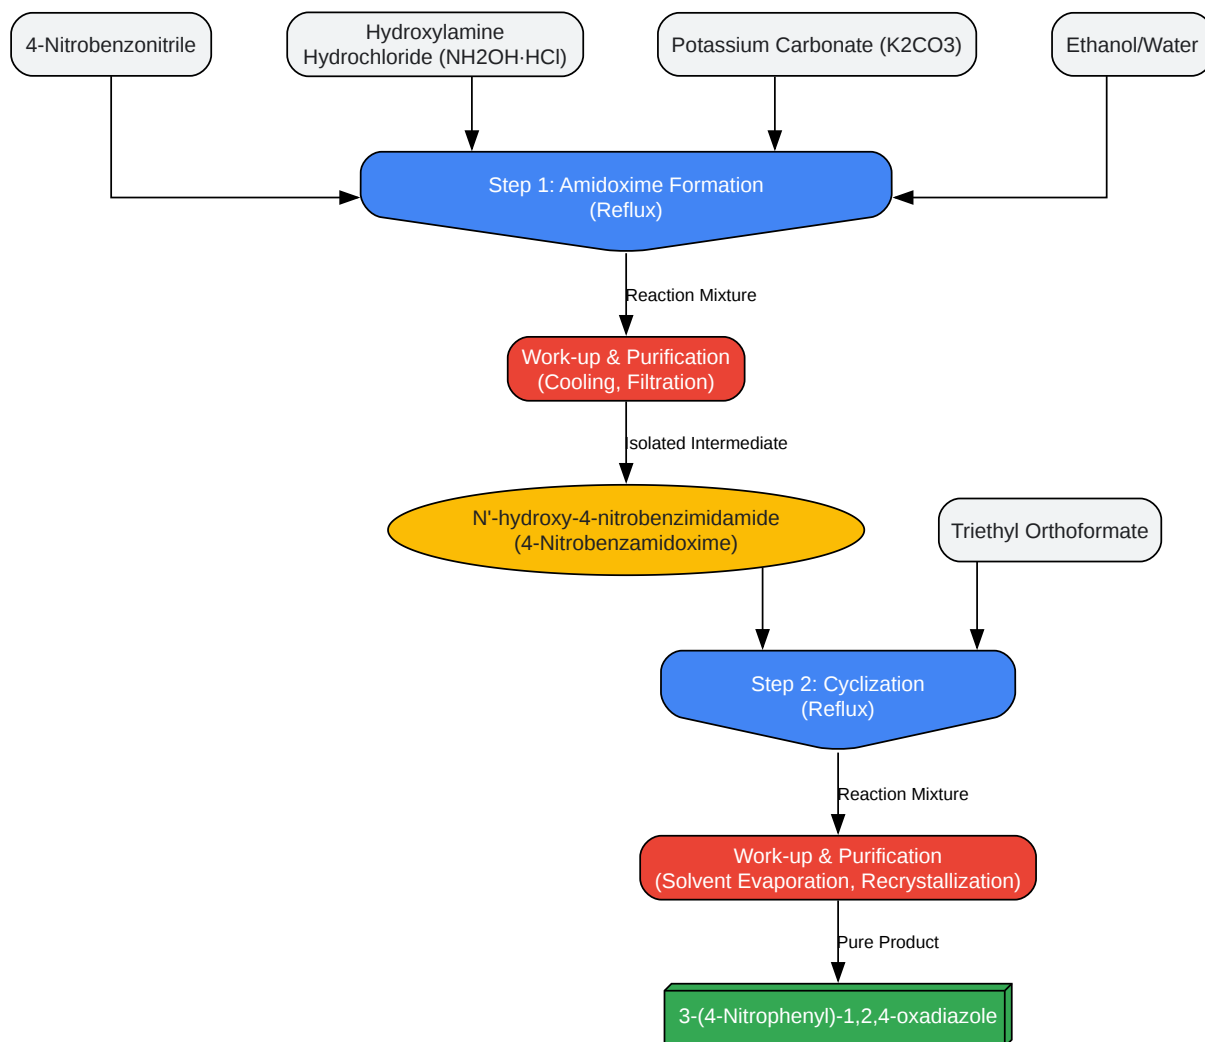 4-Nitrobenzonitrile
Hydroxylamine
Hydrochloride (NH2OH·HCl)
Potassium Carbonate (K2CO3)
Ethanol/Water
Step 1: Amidoxime Formation
(Reflux)
Reaction Mixture
Work-up & Purification
(Cooling, Filtration)
Isolated Intermediate
N'-hydroxy-4-nitrobenzimidamide
(4-Nitrobenzamidoxime)
Triethyl Orthoformate
Step 2: Cyclization
(Reflux)
Reaction Mixture
Work-up & Purification
(Solvent Evaporation, Recrystallization)
Pure Product
3-(4-Nitrophenyl)-1,2,4-oxadiazole